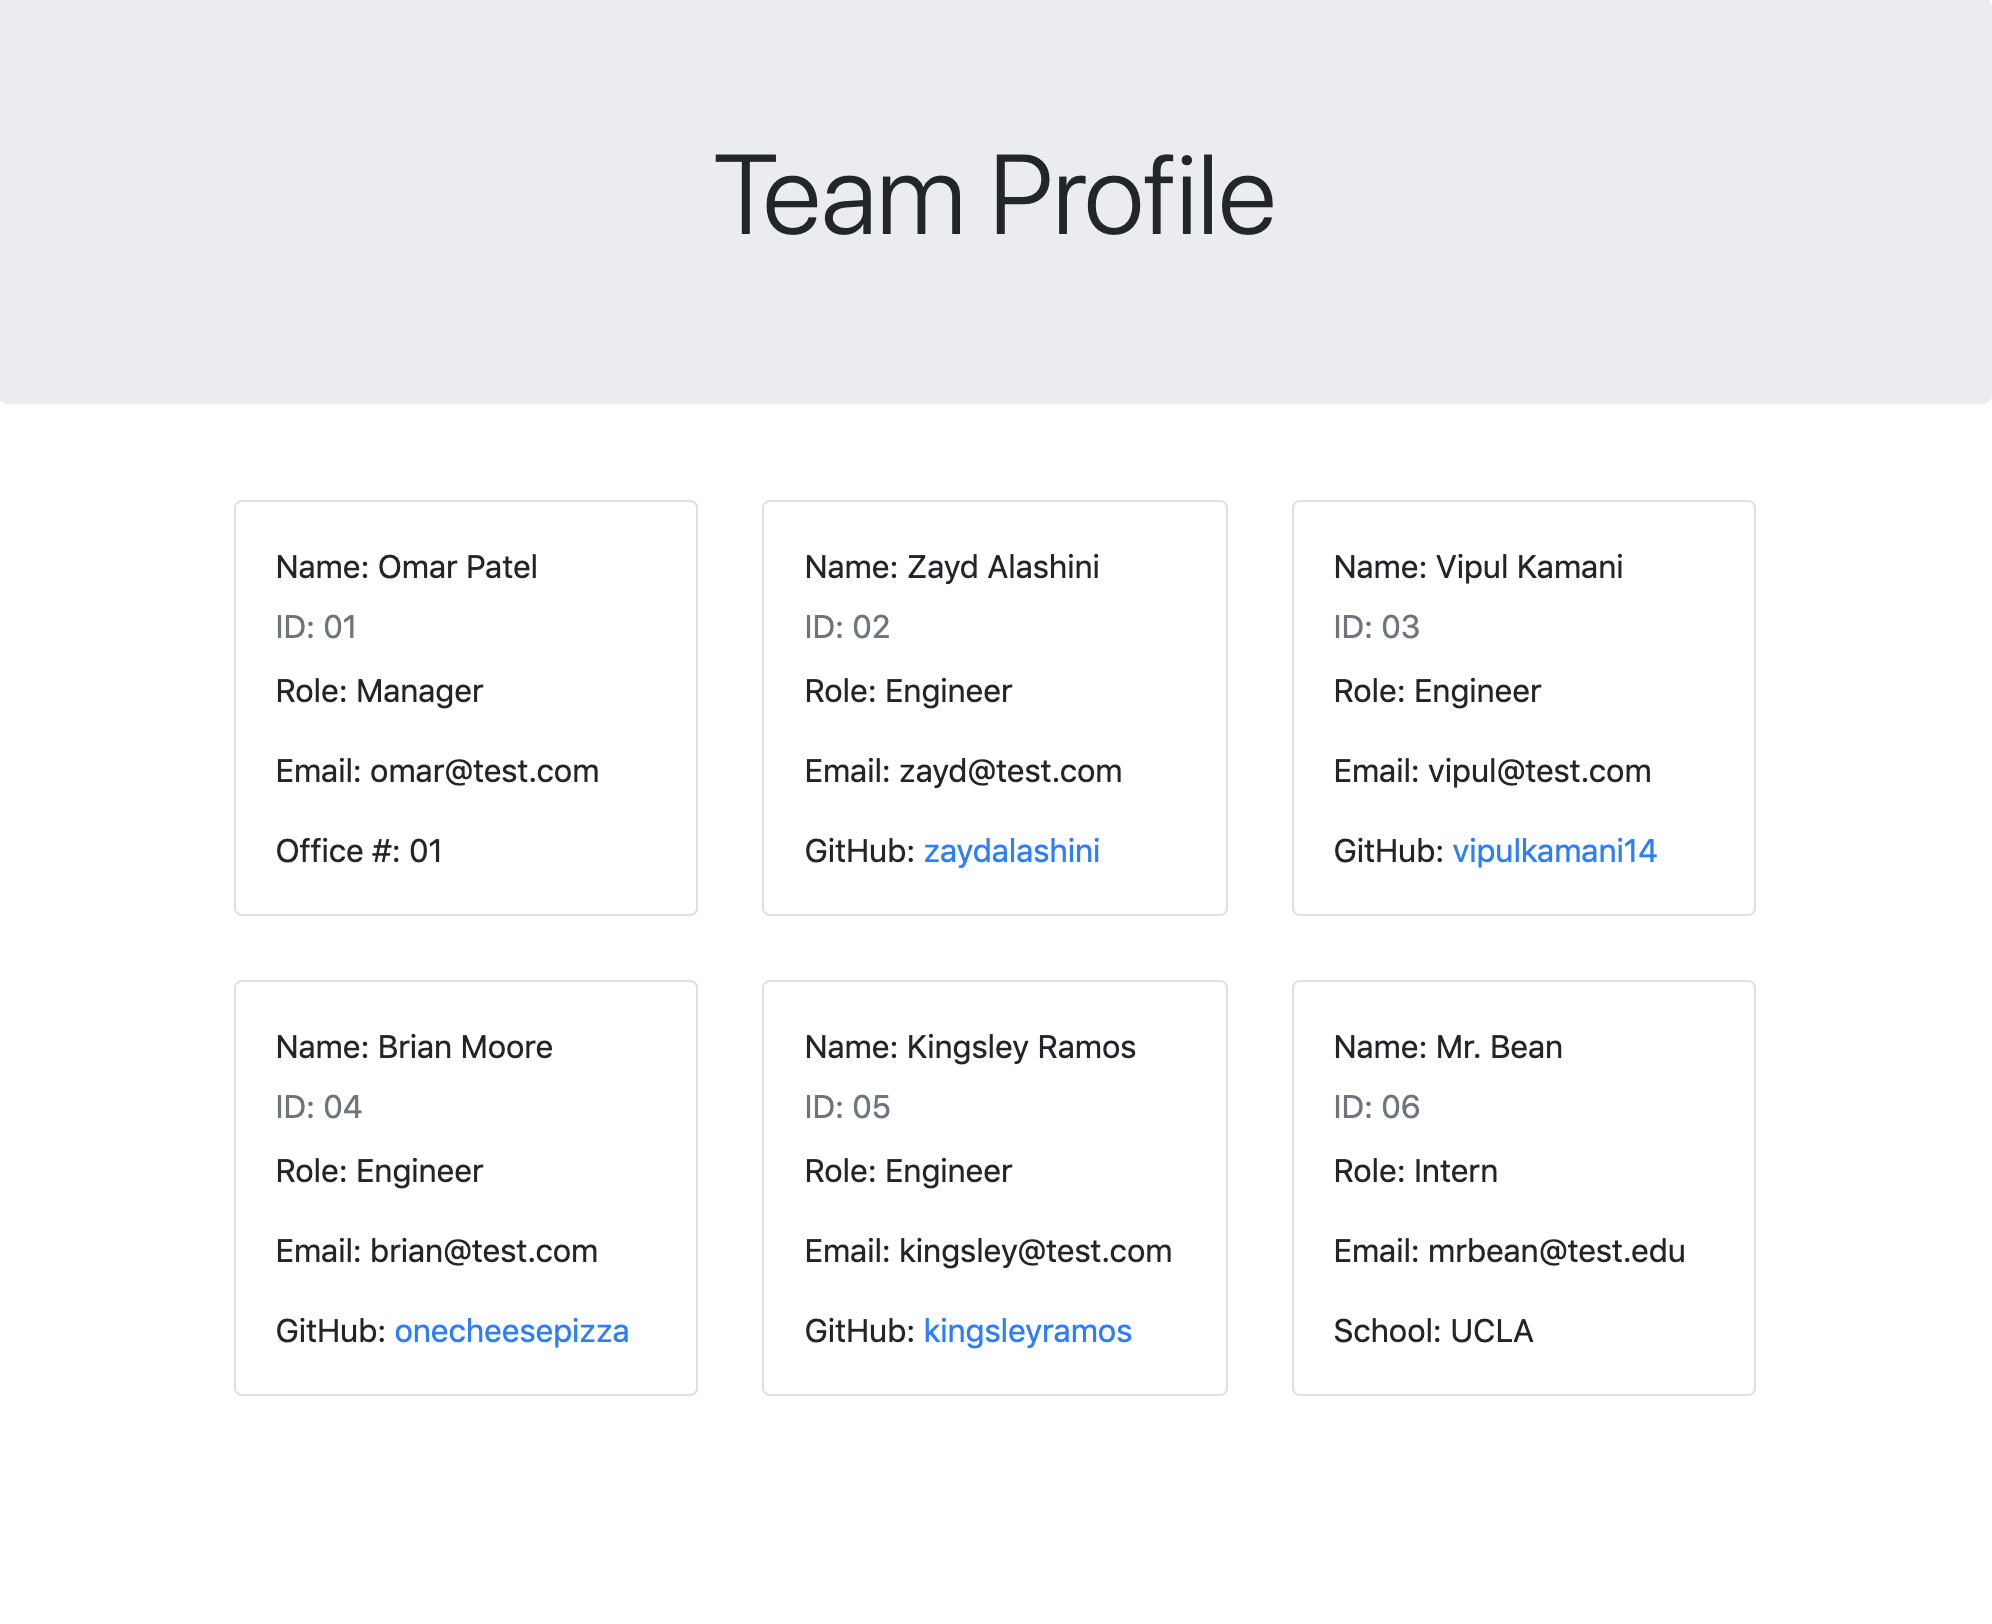 Team Profile
Name: Omar Patel
ID: 01
Role: Manager
Email: omar@test.com
Office #: 01
Name: Zayd Alashini
ID: 02
Role: Engineer
Email: zayd@test.com
GitHub: zaydalashini
Name: Vipul Kamani
ID: 03
Role: Engineer
Email: vipul@test.com
GitHub: vipulkamani14
Name: Brian Moore
ID: 04
Role: Engineer
Email: brian@test.com
GitHub: onecheesepizza
Name: Kingsley Ramos
ID: 05
Role: Engineer
Email: kingsley@test.com
GitHub: kingsleyramos
Name: Mr. Bean
ID: 06
Role: Intern
Email: mrbean@test.edu
School: UCLA